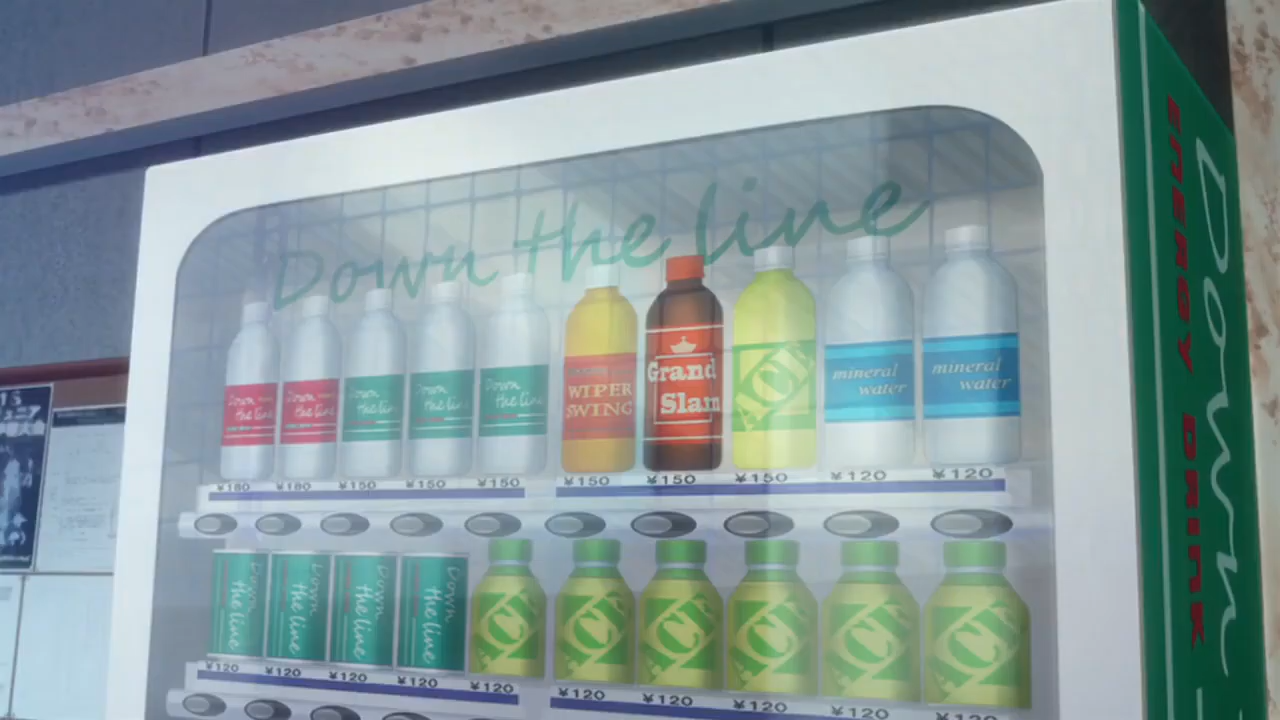 Down the line
Down
the line
Down
the line
Down
the line
Down
the line
Down
the line
WIPER
SWING
Grand
Slam
ACE
mineral
water
mineral
water
¥180 ¥180 ¥150 ¥150 ¥150 ¥150 ¥150 ¥150 ¥120 ¥120
Down
the line
Down
the line
Down
the line
Down
the line
ACE
ACE
ACE
ACE
ACE
ACE
¥120 ¥120 ¥120 ¥120 ¥120 ¥120 ¥120 ¥120 ¥120 ¥120
ENERGY DRINK
Down